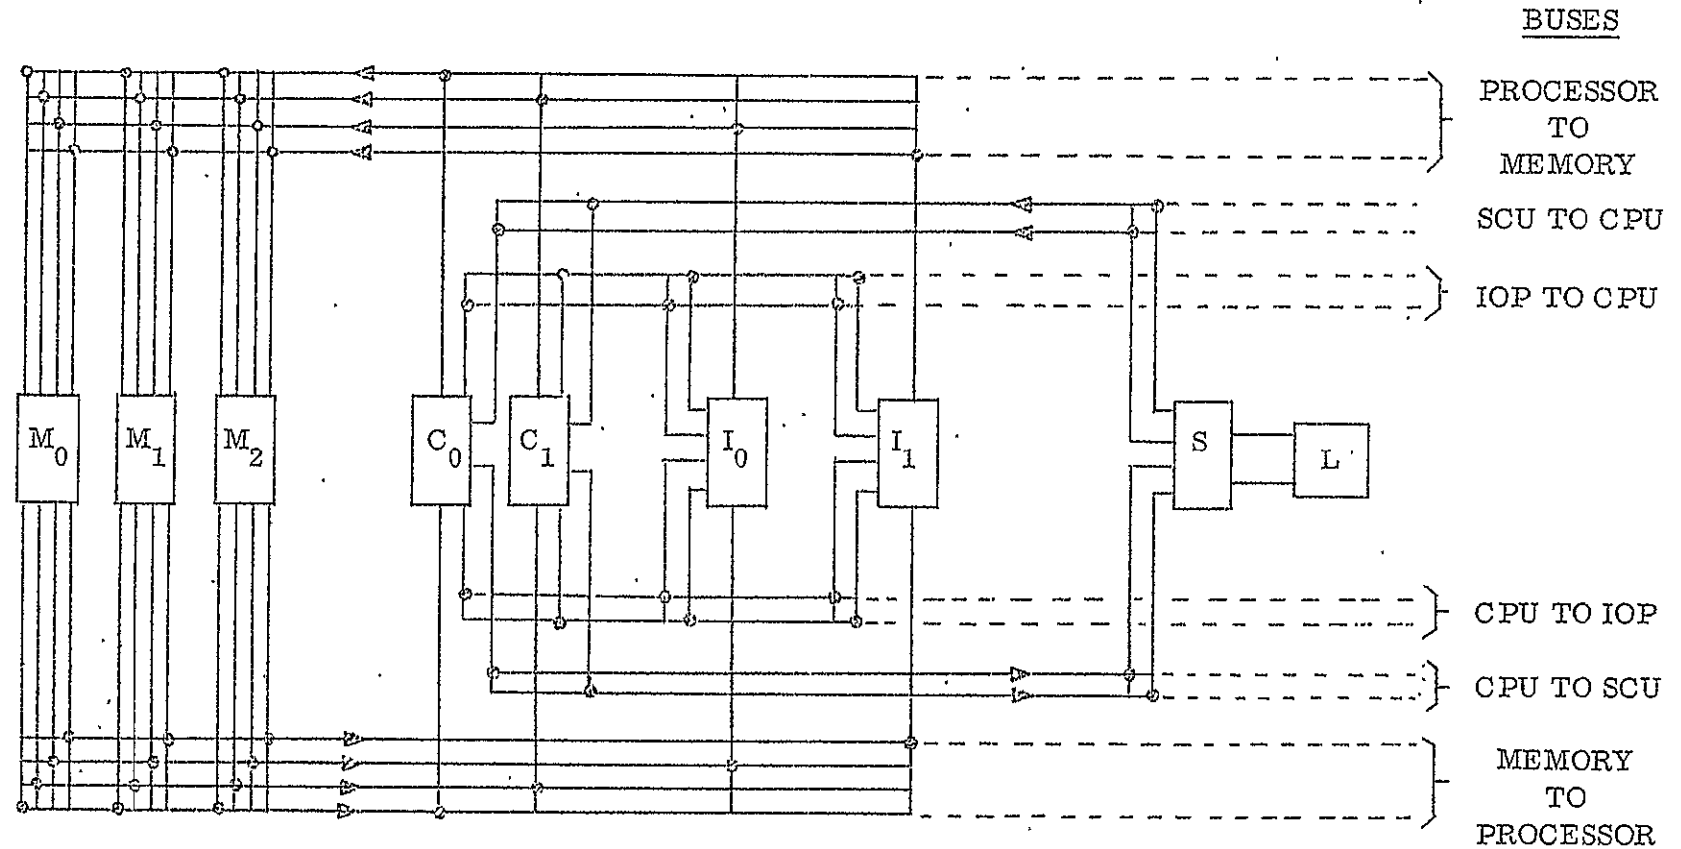 BUSES
PROCESSOR
TO
MEMORY
SCU TO CPU
IOP TO CPU
M0
M1
M2
C0
C1
I0
I1
S
L
CPU TO IOP
CPU TO SCU
MEMORY
TO
PROCESSOR